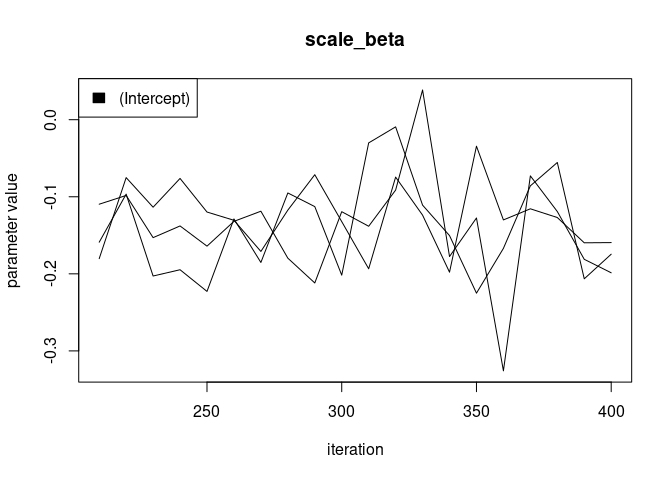 scale_beta
(Intercept)
parameter value
0.0
-0.1
-0.2
-0.3
250 300 350 400
iteration